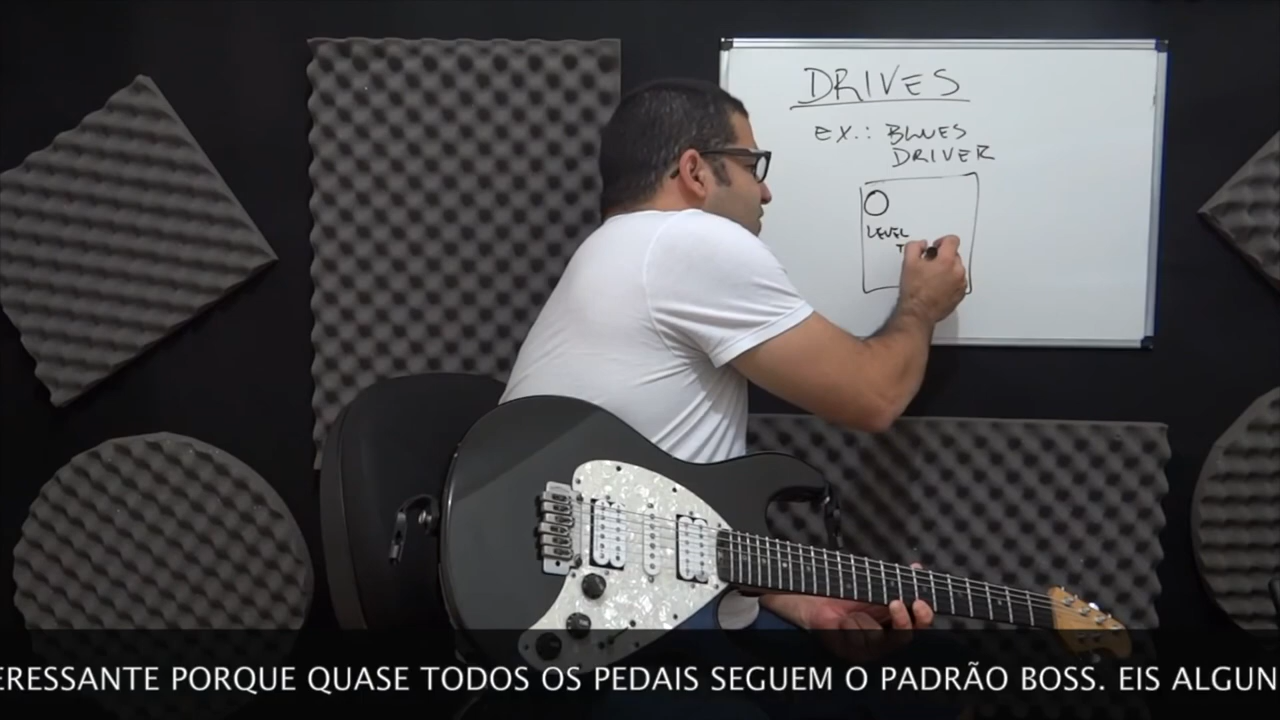 DRIVES
EX.: BLUES
DRIVER
LEVEL
T
ERESSANTE PORQUE QUASE TODOS OS PEDAIS SEGUEM O PADRÃO BOSS. EIS ALGUN